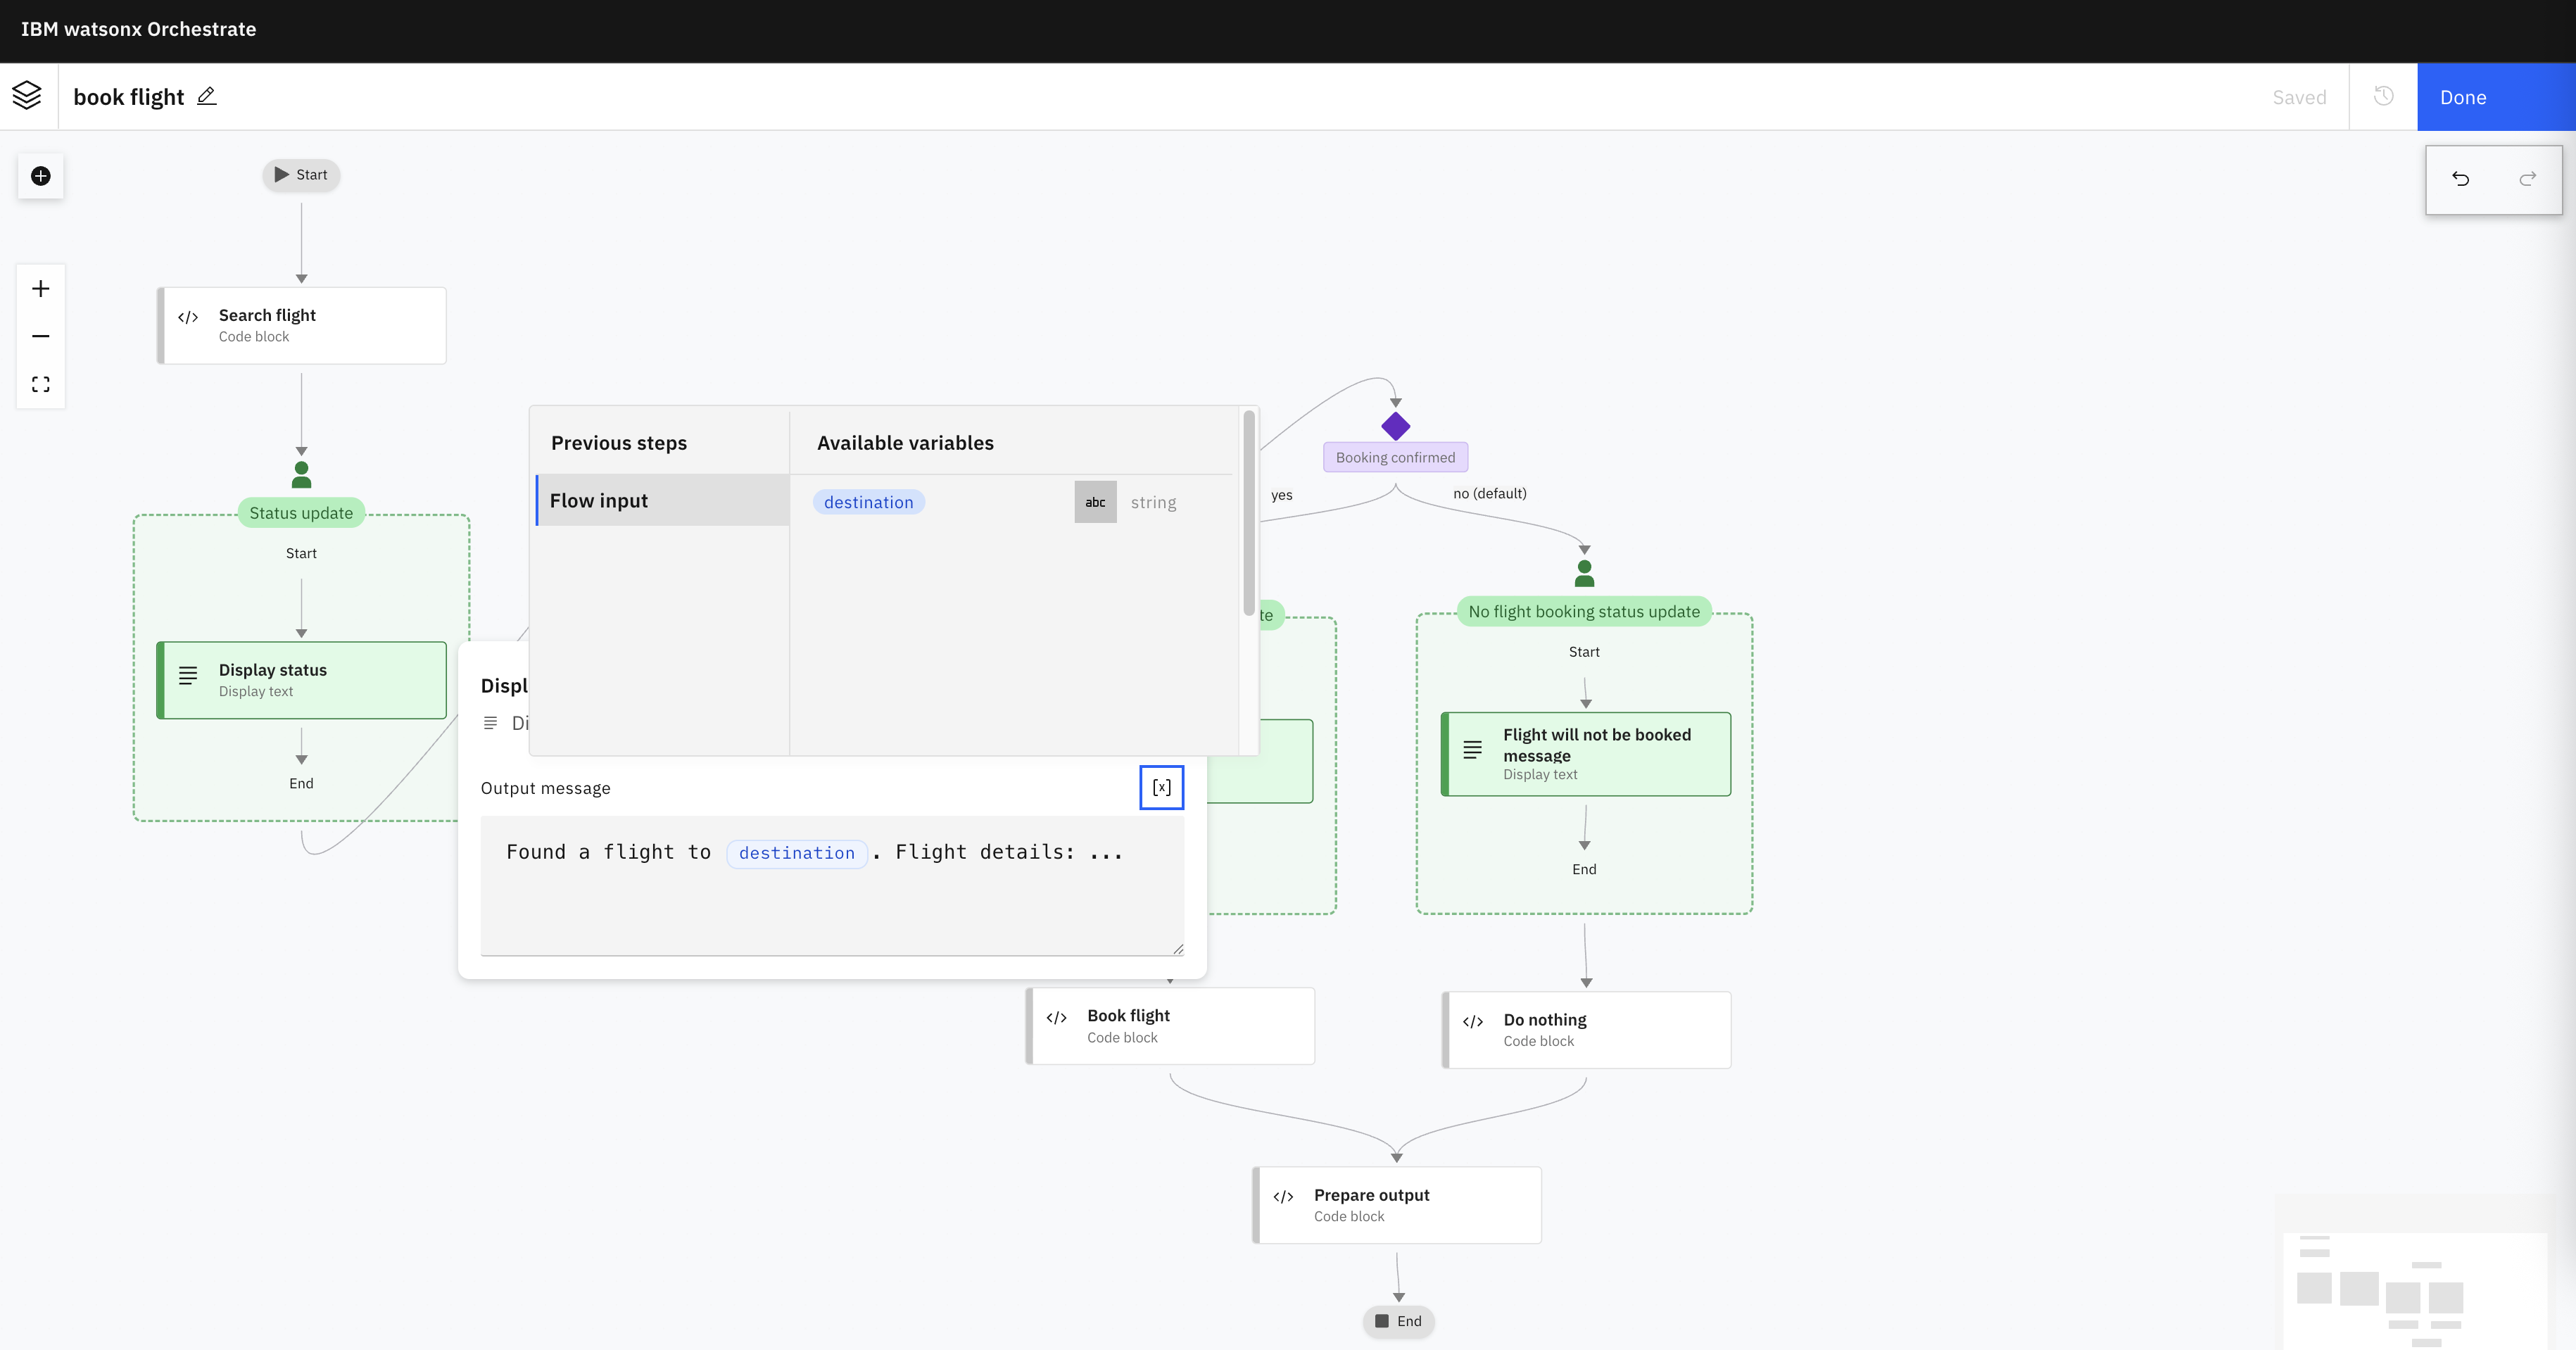 IBM watsonx Orchestrate
book flight
Saved
Done
Start
Search flight
Code block
Status update
Start
Display status
Display text
End
Previous steps
Available variables
Flow input
destination
abc
string
Output message
[x]
Found a flight to destination. Flight details: ...
Booking confirmed
yes
no (default)
No flight booking status update
Start
Flight will not be booked
message
Display text
End
Book flight
Code block
Do nothing
Code block
Prepare output
Code block
End